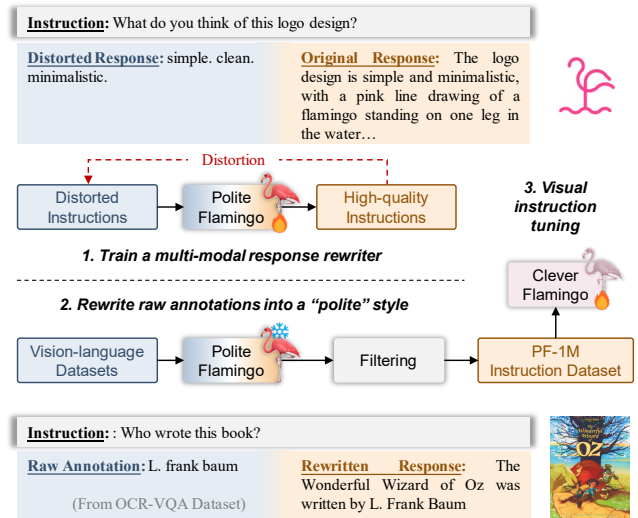 Instruction: What do you think of this logo design?
Distorted Response: simple. clean.
minimalistic.
Original Response: The logo
design is simple and minimalistic,
with a pink line drawing of a
flamingo standing on one leg in
the water…
Distortion
Distorted
Instructions
Polite
Flamingo
High-quality
Instructions
3. Visual
instruction
tuning
1. Train a multi-modal response rewriter
Clever
Flamingo
2. Rewrite raw annotations into a “polite” style
Vision-language
Datasets
Polite
Flamingo
Filtering
PF-1M
Instruction Dataset
Instruction: : Who wrote this book?
Raw Annotation: L. frank baum
(From OCR-VQA Dataset)
Rewritten Response: The
Wonderful Wizard of Oz was
written by L. Frank Baum
The
Wonderful
Wizard
OF
OZ